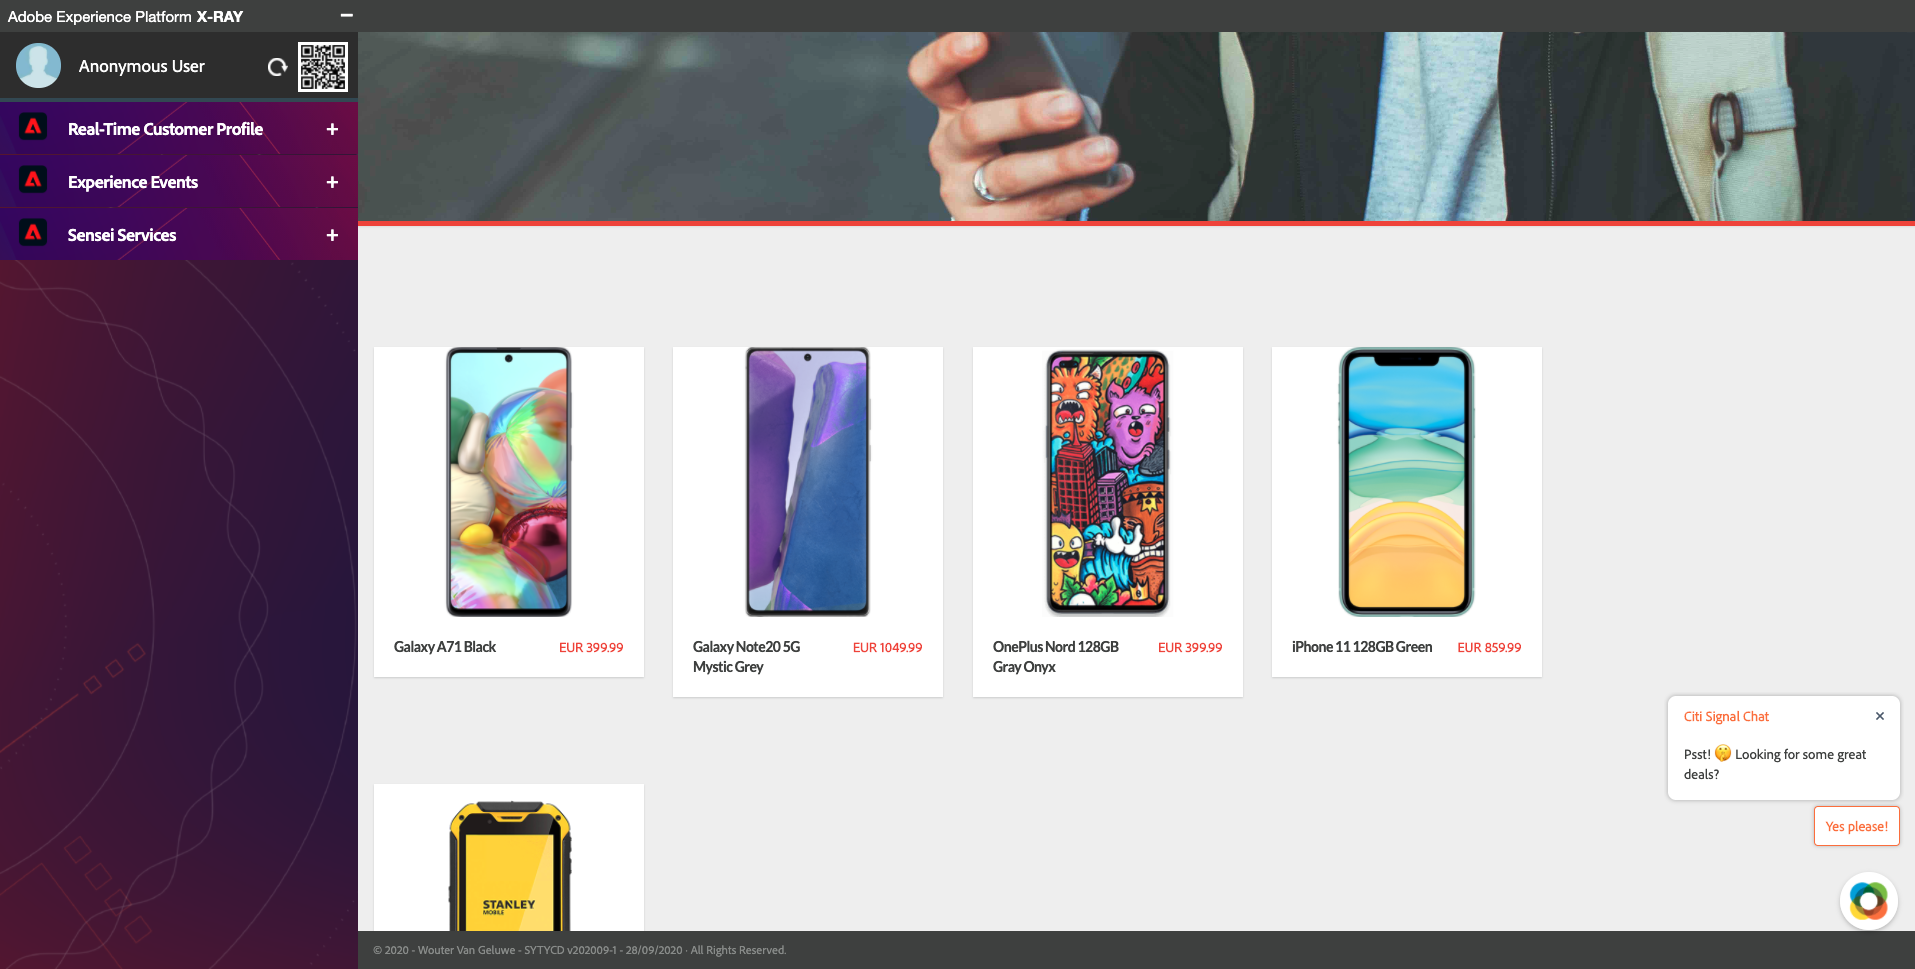 Adobe Experience Platform X-RAY
Anonymous User
Real-Time Customer Profile
Experience Events
Sensei Services
Galaxy A71 Black
EUR 399.99
Galaxy Note20 5G
Mystic Grey
EUR 1049.99
OnePlus Nord 128GB
Gray Onyx
EUR 399.99
iPhone 11 128GB Green
EUR 859.99
Citi Signal Chat
Psst! 🤫 Looking for some great
deals?
Yes please!
STANLEY
MOBILE
© 2020 - Wouter Van Geluwe - SYTYCD v202009-1 - 28/09/2020 · All Rights Reserved.